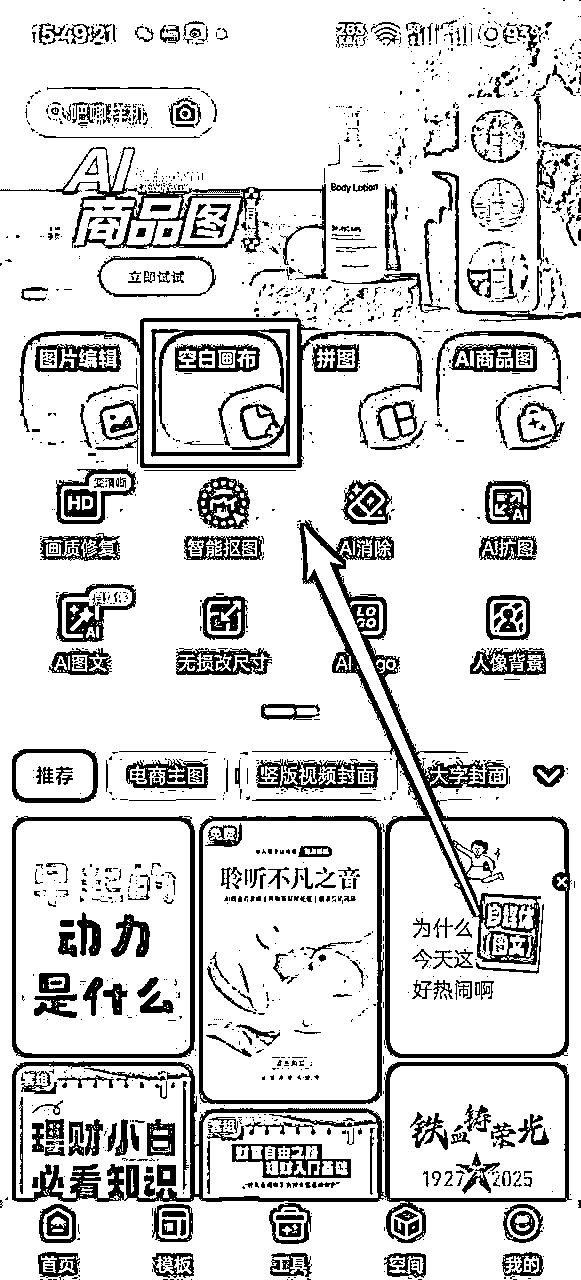 15:49:21
93
吧唧样机
AI
商品图
立即试试
Body Lotion
图片编辑
空白画布
拼图
AI商品图
变清晰
HD
画质修复
智能抠图
AI消除
AI扩图
AI图文
无损改尺寸
AI Logo
人像背景
推荐
电商主图
竖版视频封面
大字封面
早起的
动力
是什么
免费
聆听不凡之音
为什么
今天这
好热闹啊
自媒体
图文
理财小白
必看知识
财富自由之路
理财入门基础
铁血铸荣光
1927 2025
首页
模板
工具
空间
我的